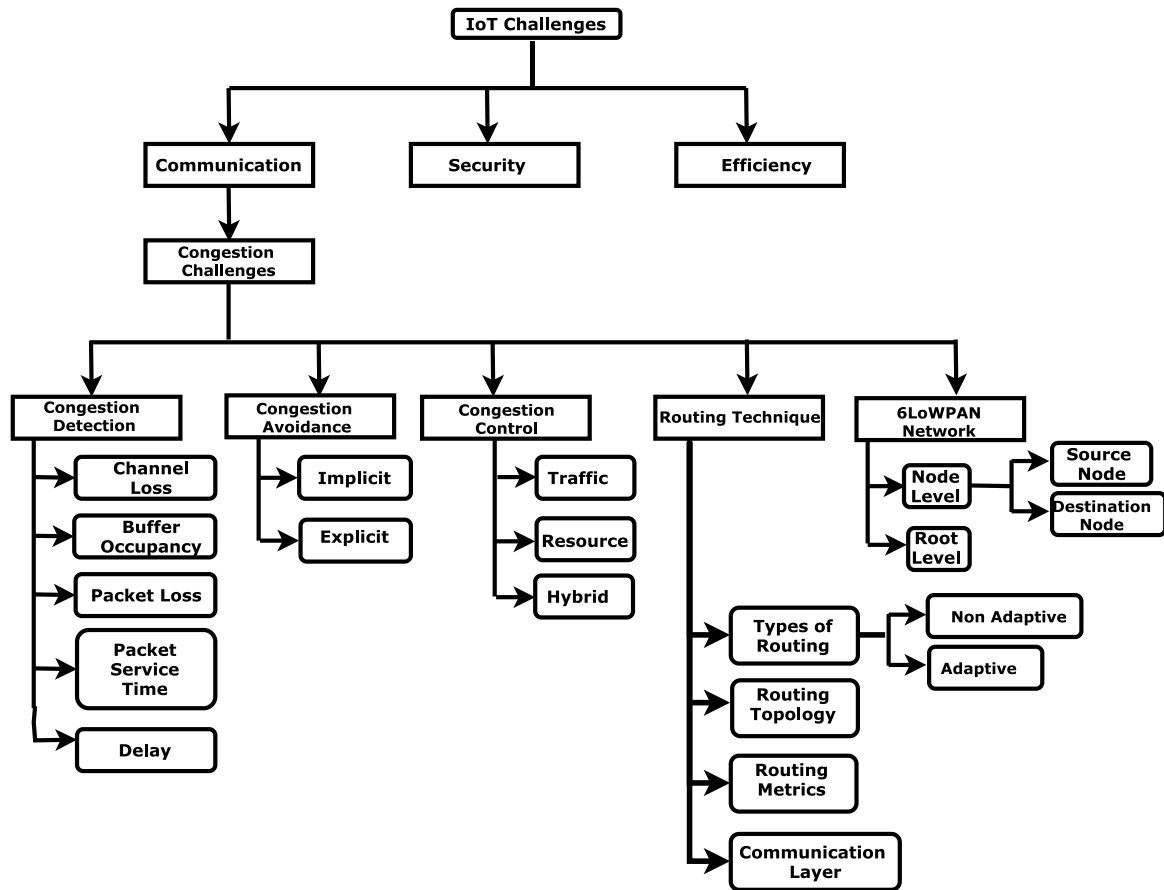 IoT Challenges
Communication
Security
Efficiency
Congestion
Challenges
Congestion
Detection
Congestion
Avoidance
Congestion
Control
Routing Technique
6LoWPAN
Network
Channel
Loss
Buffer
Occupancy
Packet Loss
Packet
Service
Time
Delay
Implicit
Explicit
Traffic
Resource
Hybrid
Types of
Routing
Non Adaptive
Adaptive
Routing
Topology
Routing
Metrics
Communication
Layer
Node
Level
Source
Node
Destination
Node
Root
Level